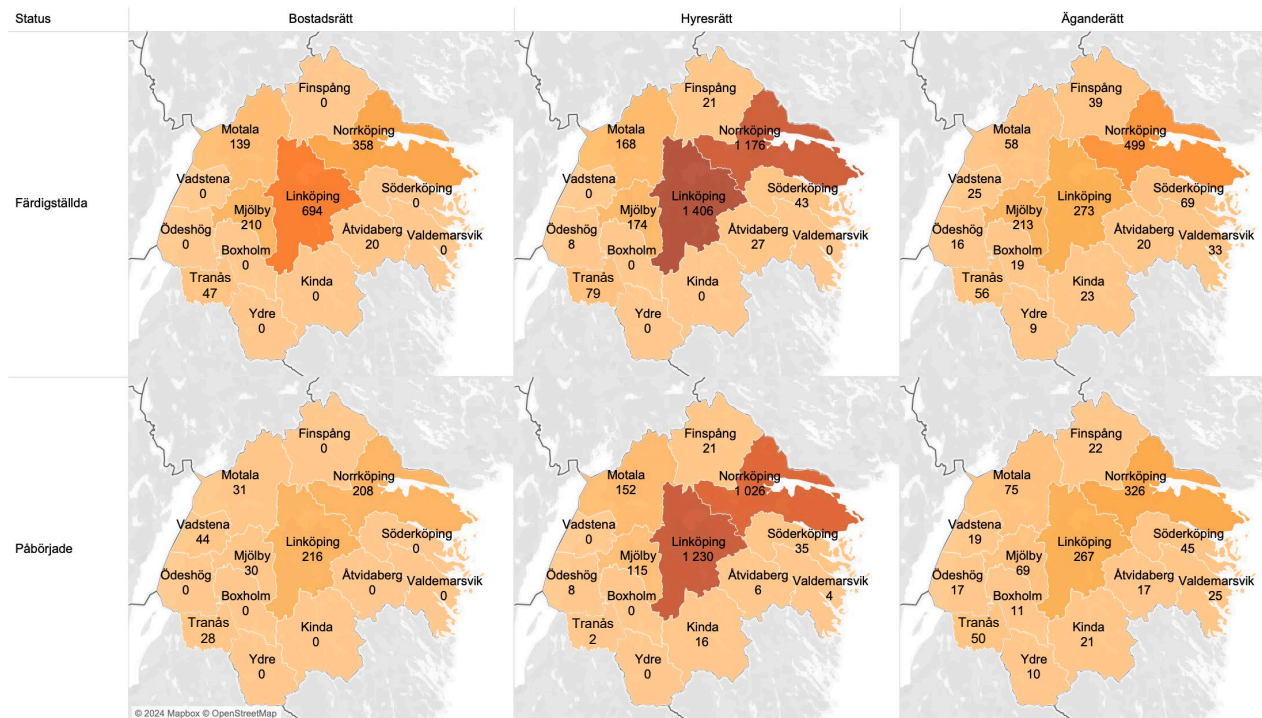 Status
Bostadsrätt
Hyresrätt
Äganderätt
Färdigställda
Finspång
0
Motala
139
Norrköping
358
Vadstena
0
Linköping
694
Söderköping
0
Mjölby
210
Ödeshög
0
Boxholm
0
Åtvidaberg
20
Valdemarsvik
0
Tranås
47
Kinda
0
Ydre
0
Finspång
21
Motala
168
Norrköping
1 176
Vadstena
0
Linköping
1 406
Söderköping
43
Mjölby
174
Ödeshög
8
Boxholm
0
Åtvidaberg
27
Valdemarsvik
0
Tranås
79
Kinda
0
Ydre
0
Finspång
39
Motala
58
Norrköping
499
Vadstena
25
Linköping
273
Söderköping
69
Mjölby
213
Ödeshög
16
Boxholm
19
Åtvidaberg
20
Valdemarsvik
33
Tranås
56
Kinda
23
Ydre
9
Påbörjade
Finspång
0
Motala
31
Norrköping
208
Vadstena
44
Linköping
216
Söderköping
0
Mjölby
30
Ödeshög
0
Boxholm
0
Åtvidaberg
0
Valdemarsvik
0
Tranås
28
Kinda
0
Ydre
0
© 2024 Mapbox © OpenStreetMap
Finspång
21
Motala
152
Norrköping
1 026
Vadstena
0
Linköping
1 230
Söderköping
35
Mjölby
115
Ödeshög
8
Boxholm
0
Åtvidaberg
6
Valdemarsvik
4
Tranås
2
Kinda
16
Ydre
0
Finspång
22
Motala
75
Norrköping
326
Vadstena
19
Linköping
267
Söderköping
45
Mjölby
69
Ödeshög
17
Boxholm
11
Åtvidaberg
17
Valdemarsvik
25
Tranås
50
Kinda
21
Ydre
10